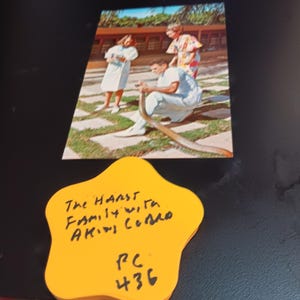 The HAAST
FAMILY WITH
A KING COBRA
PC
436